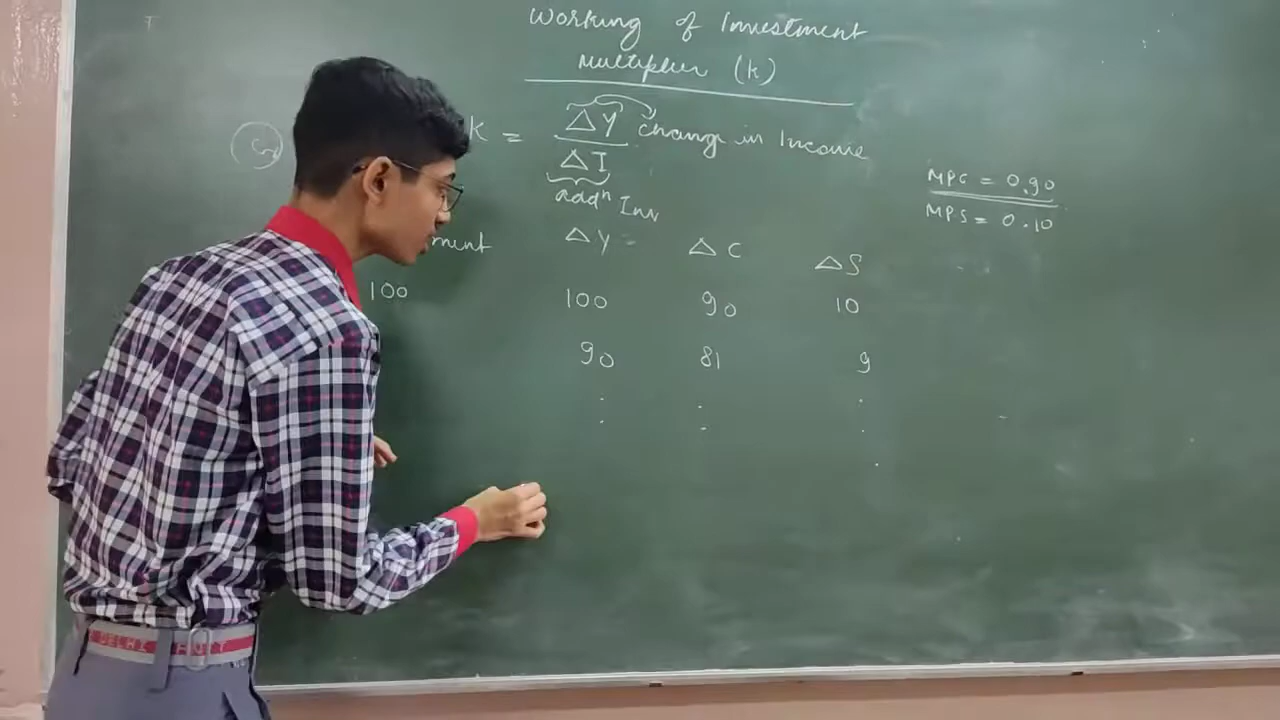 Working of Investment
Multiplier (k)
K = ΔY change in Income
ΔI
addⁿ Inv
MPC = 0.90
MPS = 0.10
ment ΔY = ΔC ΔS
100 100 90 10
90 81 9
DELHI